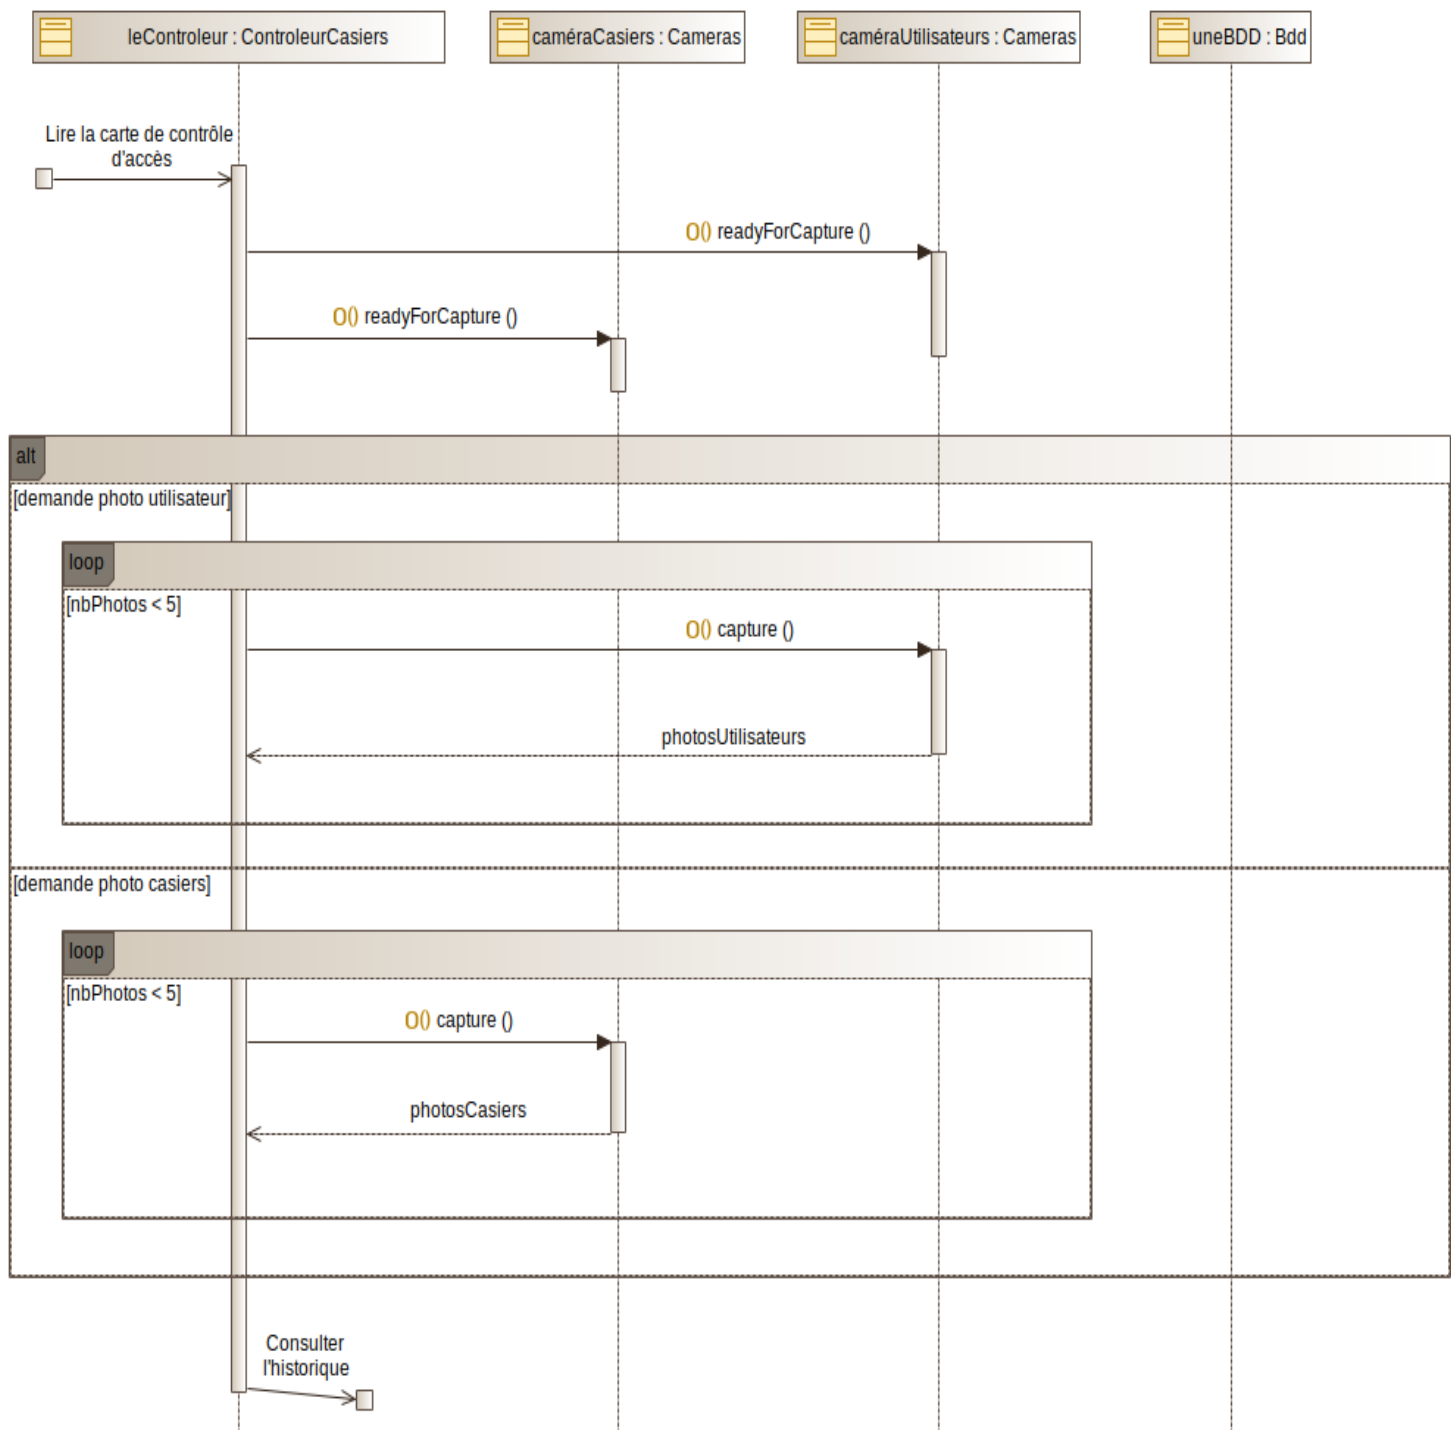 leControleur : ControleurCasiers
caméraCasiers : Cameras
caméraUtilisateurs : Cameras
uneBDD : Bdd
Lire la carte de contrôle
d'accès
O() readyForCapture ()
O() readyForCapture ()
alt
[demande photo utilisateur]
loop
[nbPhotos < 5]
O() capture ()
photosUtilisateurs
[demande photo casiers]
loop
[nbPhotos < 5]
O() capture ()
photosCasiers
Consulter
l'historique